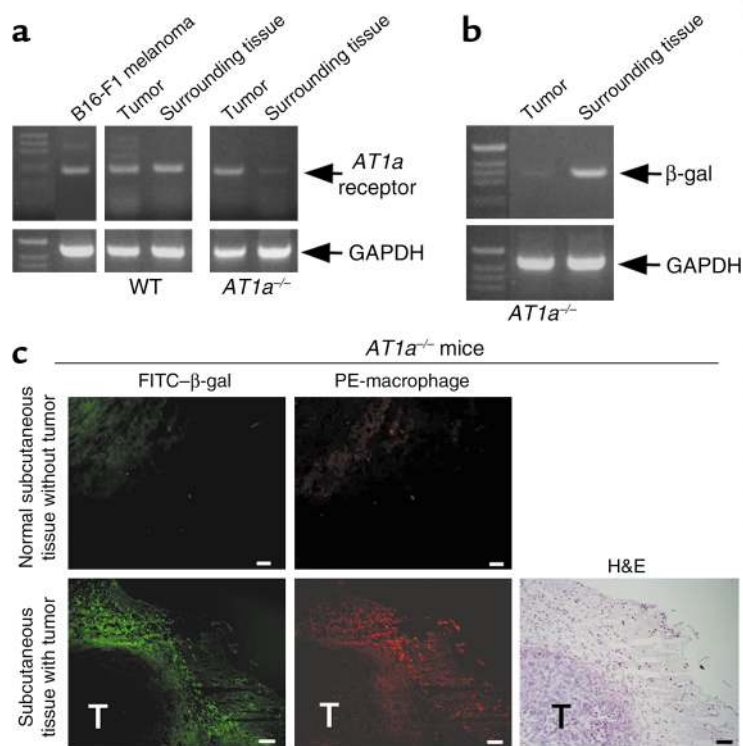 a
B16-F1 melanoma
Tumor
Surrounding tissue
Tumor
Surrounding tissue
AT1a
receptor
GAPDH
WT
AT1a–/–
b
Tumor
Surrounding tissue
β-gal
GAPDH
AT1a–/–
c
AT1a–/– mice
FITC–β-gal
PE-macrophage
Normal subcutaneous
tissue without tumor
H&E
Subcutaneous
tissue with tumor
T
T
T